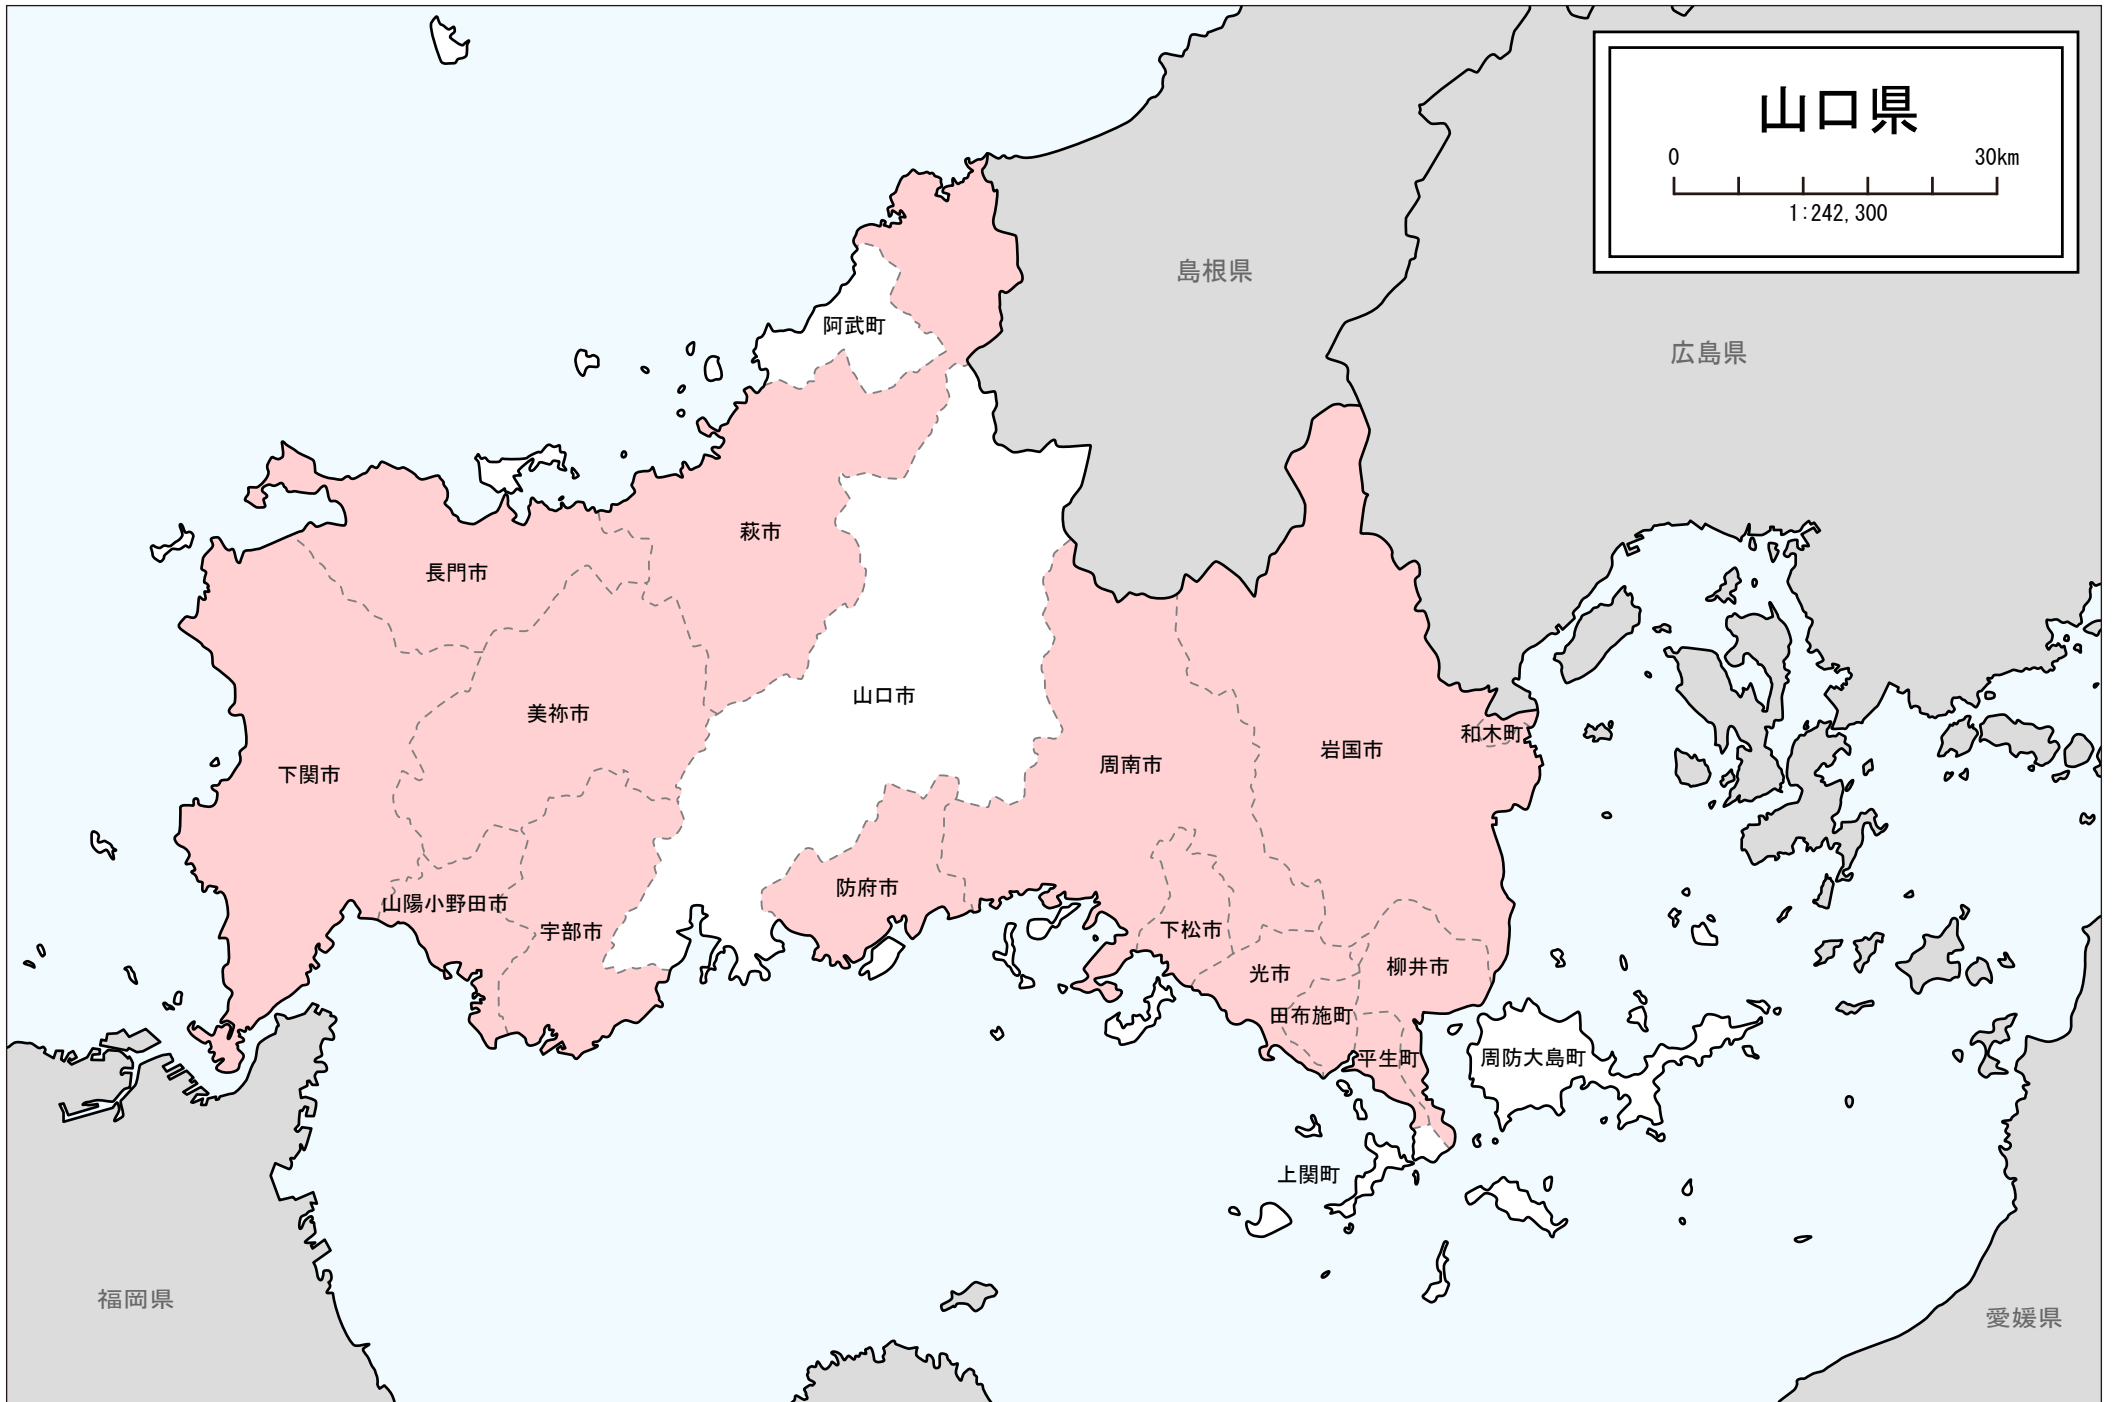 山口県
0 30km
1:242,300
島根県
広島県
阿武町
萩市
長門市
山口市
美祢市
和木町
岩国市
周南市
下関市
防府市
山陽小野田市
下松市
宇部市
柳井市
光市
田布施町
平生町
周防大島町
上関町
福岡県
愛媛県